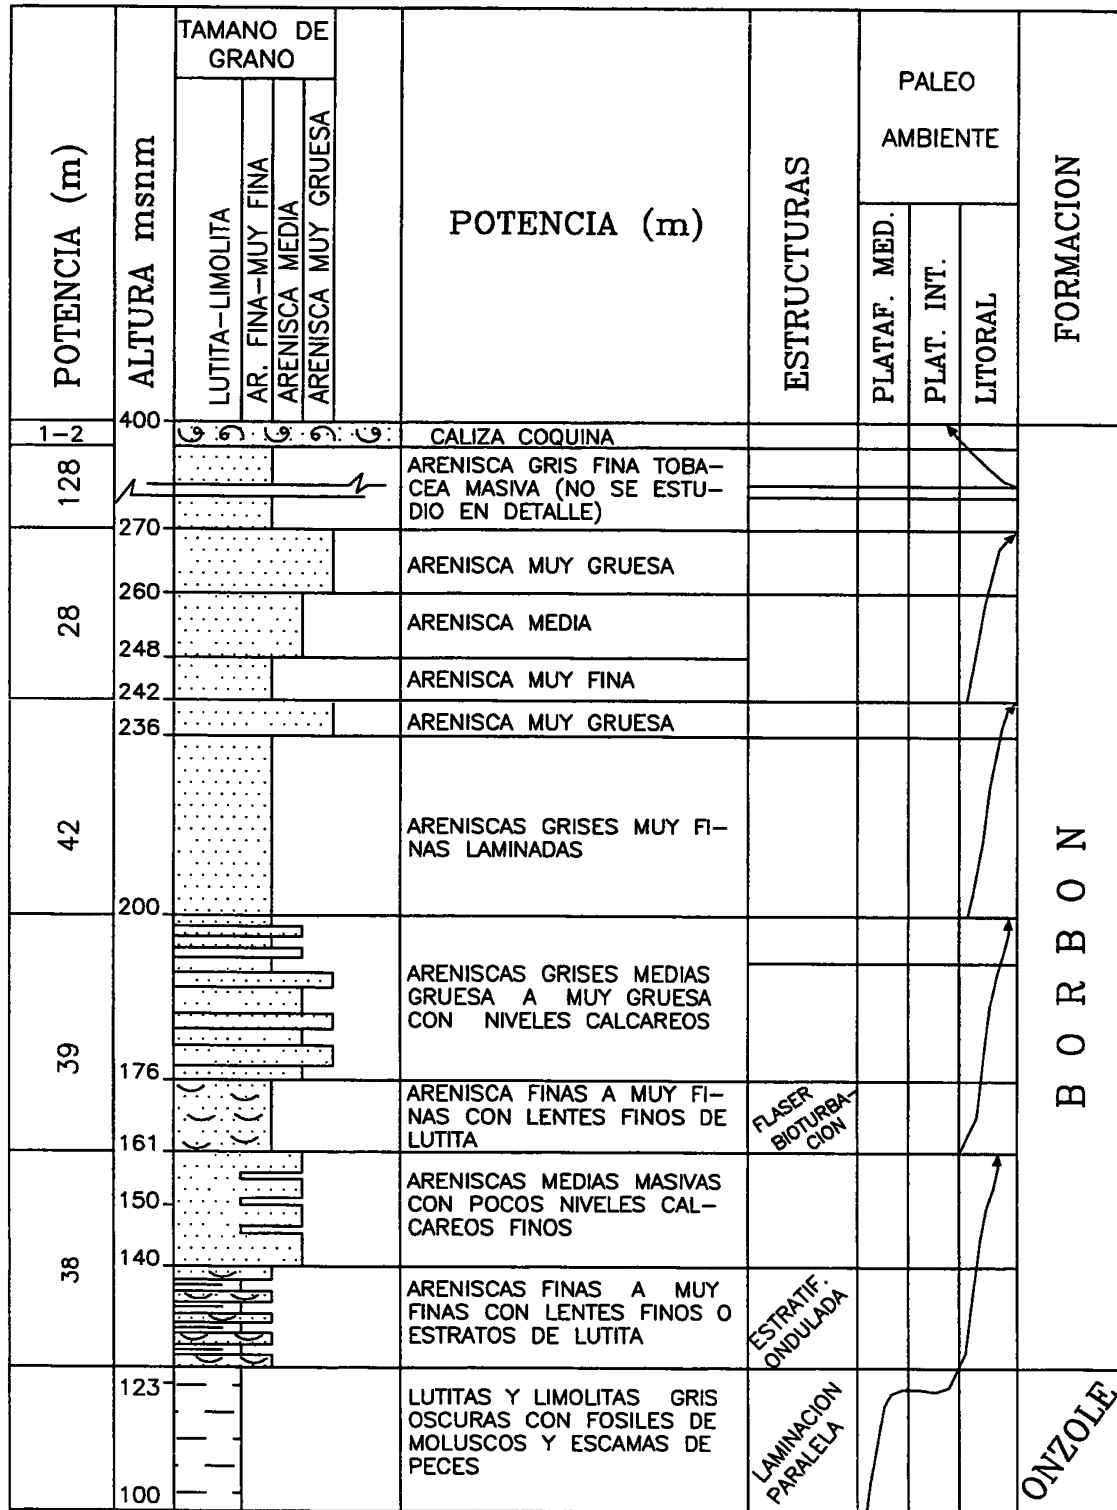 POTENCIA (m)
ALTURA msnm
TAMANO DE
GRANO
LUTITA-LIMOLITA
AR. FINA-MUY FINA
ARENISCA MEDIA
ARENISCA MUY GRUESA
POTENCIA (m)
ESTRUCTURAS
PALEO
AMBIENTE
PLATAF. MED.
PLAT. INT.
LITORAL
FORMACION
400
1-2
CALIZA COQUINA
128
ARENISCA GRIS FINA TOBA-
CEA MASIVA (NO SE ESTU-
DIO EN DETALLE)
270
ARENISCA MUY GRUESA
260
28
ARENISCA MEDIA
248
ARENISCA MUY FINA
242
ARENISCA MUY GRUESA
236
42
ARENISCAS GRISES MUY FI-
NAS LAMINADAS
200
ARENISCAS GRISES MEDIAS
GRUESA A MUY GRUESA
CON NIVELES CALCAREOS
39
176
ARENISCA FINAS A MUY FI-
NAS CON LENTES FINOS DE
LUTITA
FLASER
BIOTURBA-
CION
161
ARENISCAS MEDIAS MASIVAS
CON POCOS NIVELES CAL-
CAREOS FINOS
150
140
38
ARENISCAS FINAS A MUY
FINAS CON LENTES FINOS O
ESTRATOS DE LUTITA
ESTRATIF.
ONDULADA
BORBON
123
LUTITAS Y LIMOLITAS GRIS
OSCURAS CON FOSILES DE
MOLUSCOS Y ESCAMAS DE
PECES
LAMINACION
PARALELA
100
ONZOLE